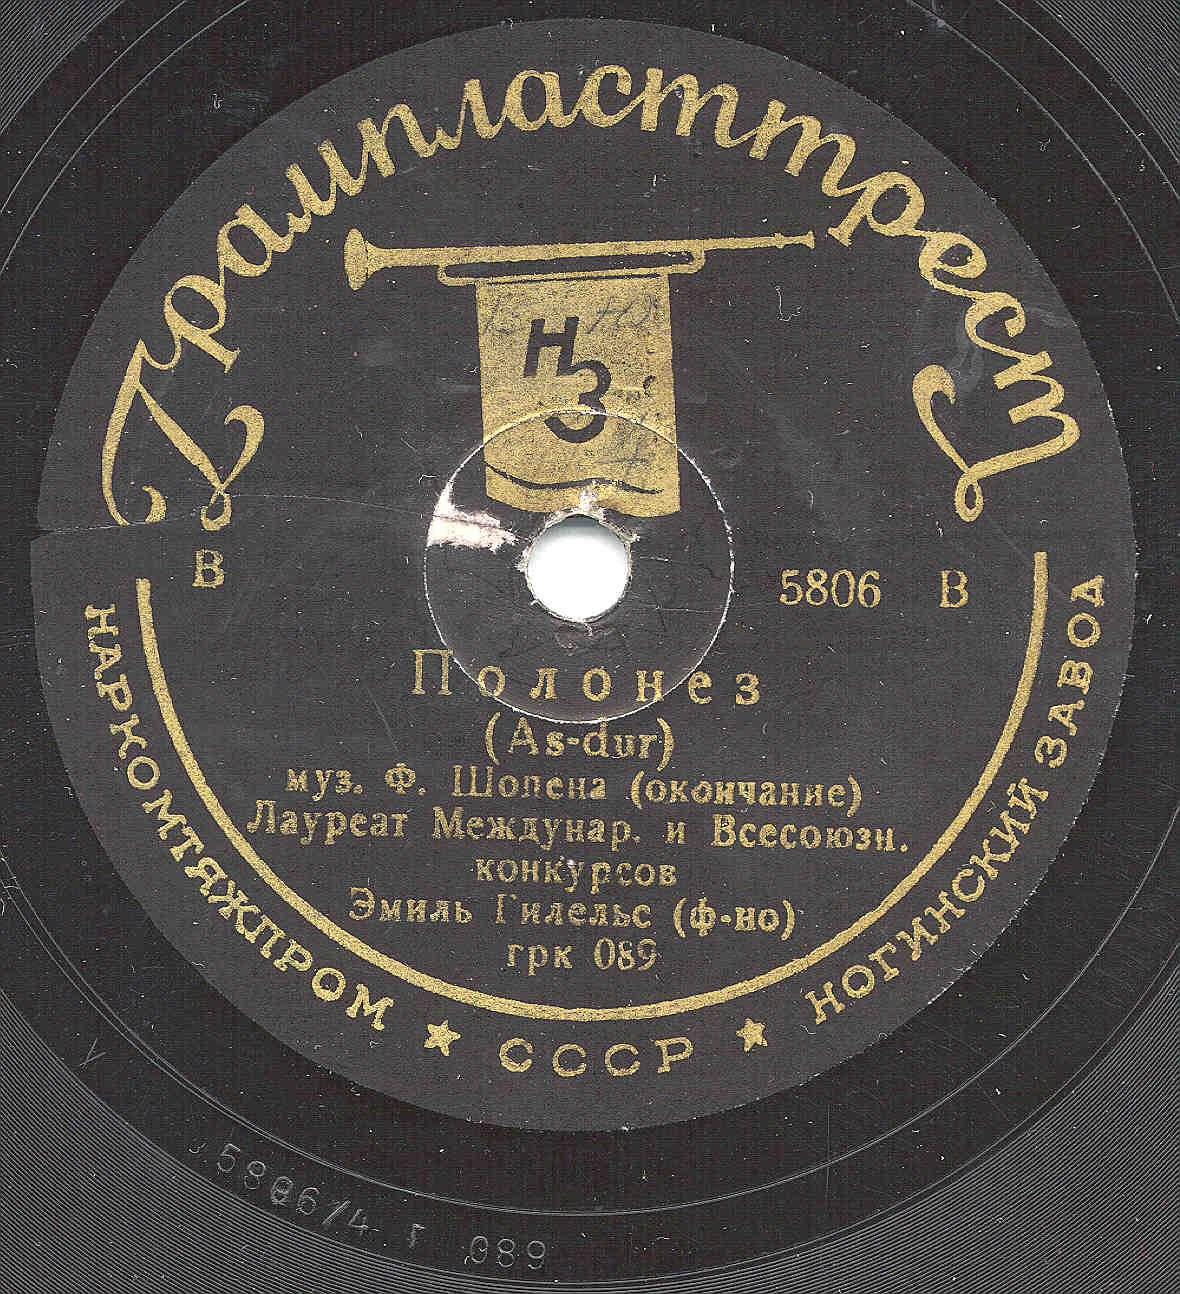 Грампласттрест
НЗ
В
5806 В
Полонез
(As-dur)
муз. Ф. Шопена (окончание)
Лауреат Междунар. и Всесоюзн.
конкурсов
Эмиль Гилельс (ф-но)
грк 089
НАРКОМТЯЖПРОМ ★ СССР ★ НОГИНСКИЙ ЗАВОД
5806/4 Г 089